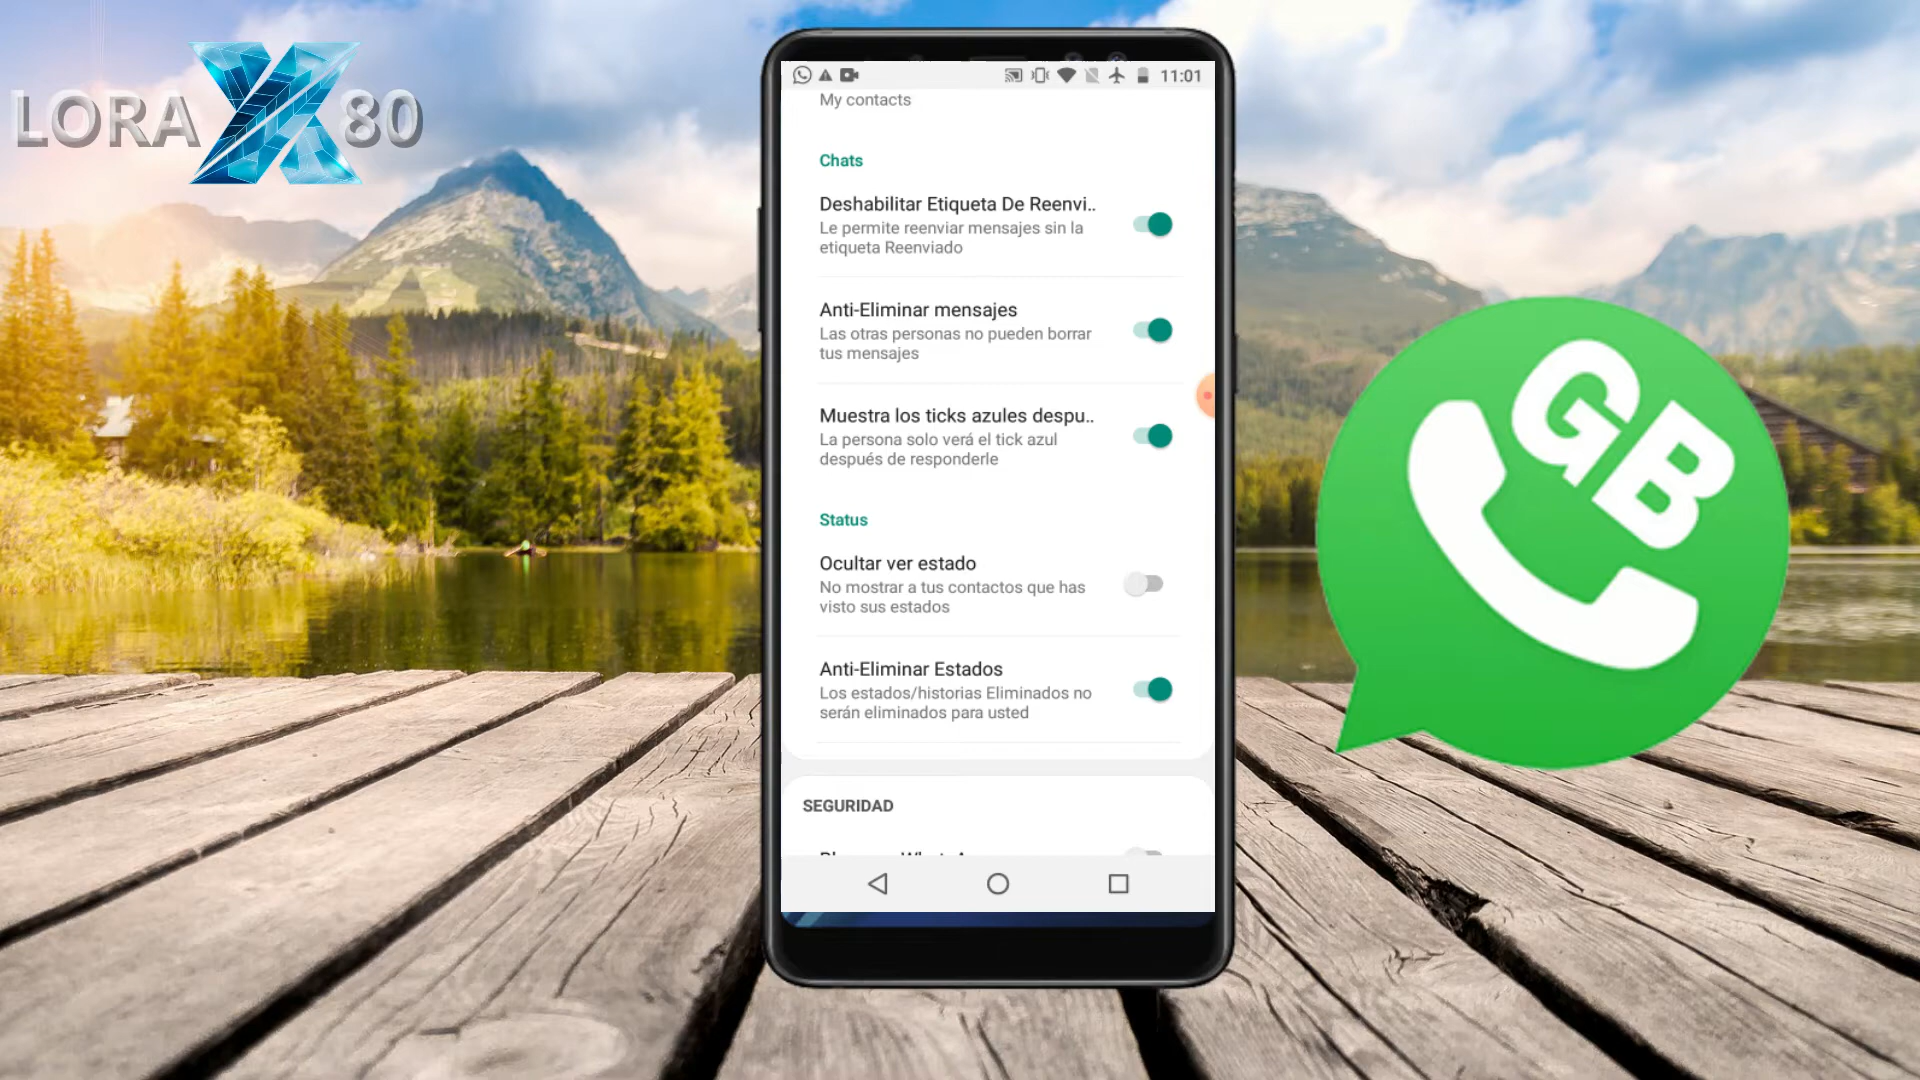 LORA X 80
11:01
My contacts
Chats
Deshabilitar Etiqueta De Reenvi..
Le permite reenviar mensajes sin la
etiqueta Reenviado
Anti-Eliminar mensajes
Las otras personas no pueden borrar
tus mensajes
Muestra los ticks azules despu..
La persona solo verá el tick azul
después de responderle
Status
Ocultar ver estado
No mostrar a tus contactos que has
visto sus estados
Anti-Eliminar Estados
Los estados/historias Eliminados no
serán eliminados para usted
SEGURIDAD
GB